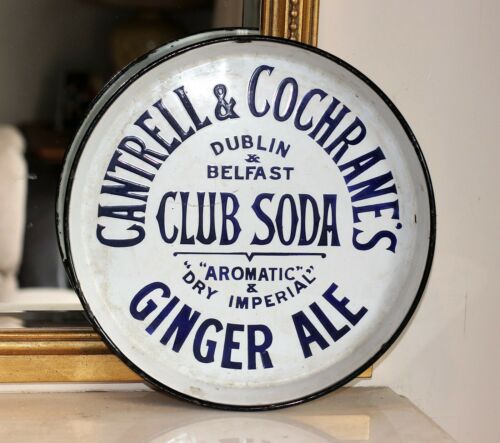 CANTRELL & COCHRANE'S
DUBLIN
&
BELFAST
CLUB SODA
"AROMATIC"
&
"DRY IMPERIAL"
GINGER ALE